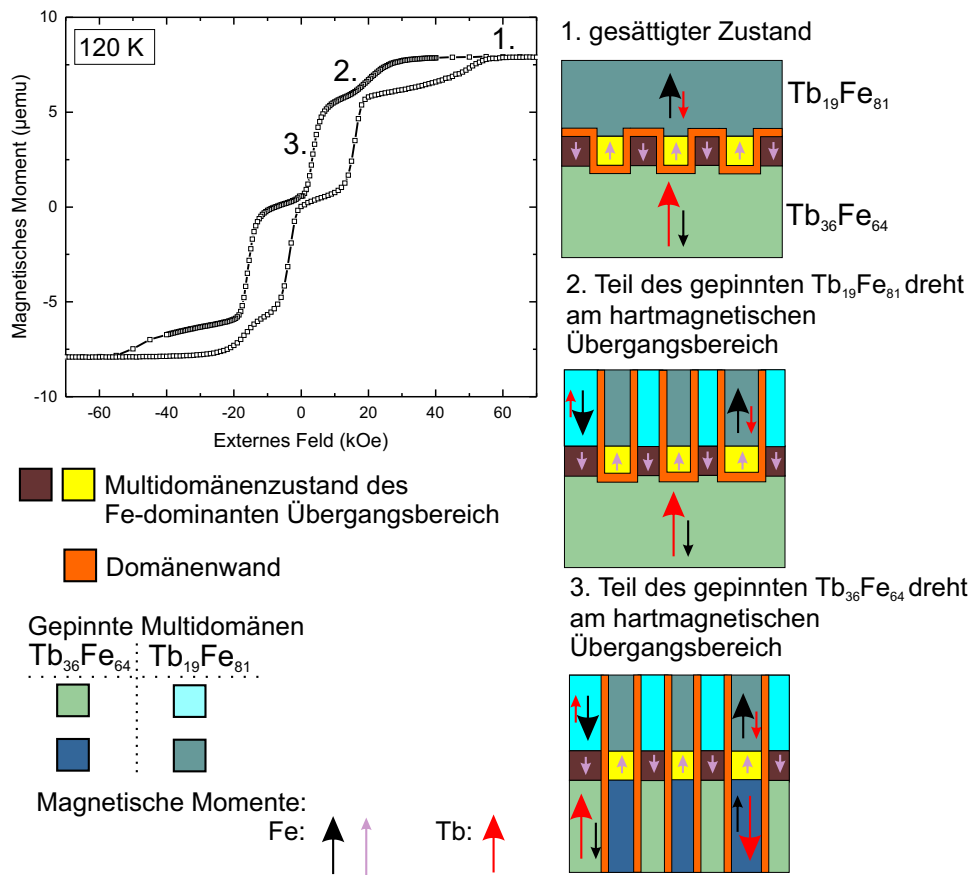 120 K
1.
2.
3.
10
5
0
-5
-10
Magnetisches Moment (µemu)
-60 -40 -20 0 20 40 60
Externes Feld (kOe)
Multidomänenzustand des
Fe-dominanten Übergangsbereich
Domänenwand
Gepinnte Multidomänen
Tb₃₆Fe₆₄ Tb₁₉Fe₈₁
Magnetische Momente:
Fe: Tb:
1. gesättigter Zustand
Tb₁₉Fe₈₁
Tb₃₆Fe₆₄
2. Teil des gepinnten Tb₁₉Fe₈₁ dreht
am hartmagnetischen
Übergangsbereich
3. Teil des gepinnten Tb₃₆Fe₆₄ dreht
am hartmagnetischen
Übergangsbereich